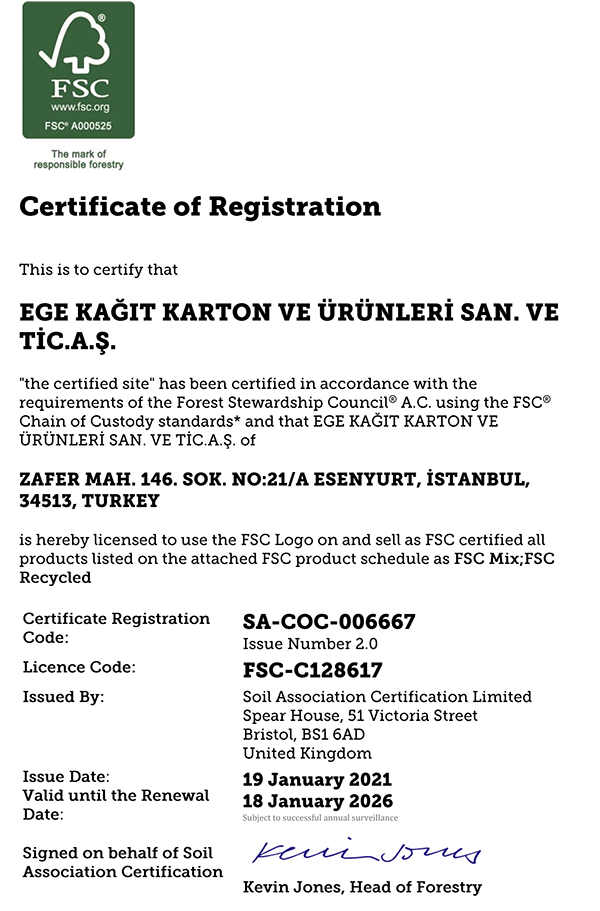 FSC
www.fsc.org
FSC® A000525
The mark of
responsible forestry
Certificate of Registration
This is to certify that
EGE KAĞIT KARTON VE ÜRÜNLERİ SAN. VE
TİC.A.Ş.
"the certified site" has been certified in accordance with the
requirements of the Forest Stewardship Council® A.C. using the FSC®
Chain of Custody standards* and that EGE KAĞIT KARTON VE
ÜRÜNLERİ SAN. VE TİC.A.Ş. of
ZAFER MAH. 146. SOK. NO:21/A ESENYURT, İSTANBUL,
34513, TURKEY
is hereby licensed to use the FSC Logo on and sell as FSC certified all
products listed on the attached FSC product schedule as FSC Mix;FSC
Recycled
Certificate Registration
Code:
SA-COC-006667
Issue Number 2.0
Licence Code:
FSC-C128617
Issued By:
Soil Association Certification Limited
Spear House, 51 Victoria Street
Bristol, BS1 6AD
United Kingdom
Issue Date:
19 January 2021
Valid until the Renewal
Date:
18 January 2026
Subject to successful annual surveillance
Signed on behalf of Soil
Association Certification
Kevin Jones
Kevin Jones, Head of Forestry